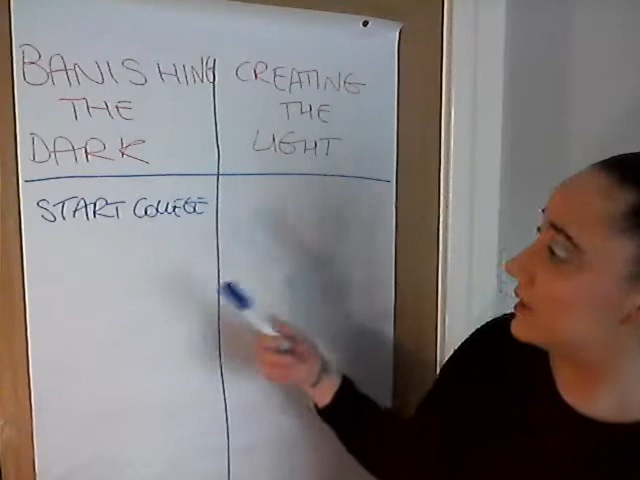 BANISHING
THE
DARK
CREATING
THE
LIGHT
START COLLEGE